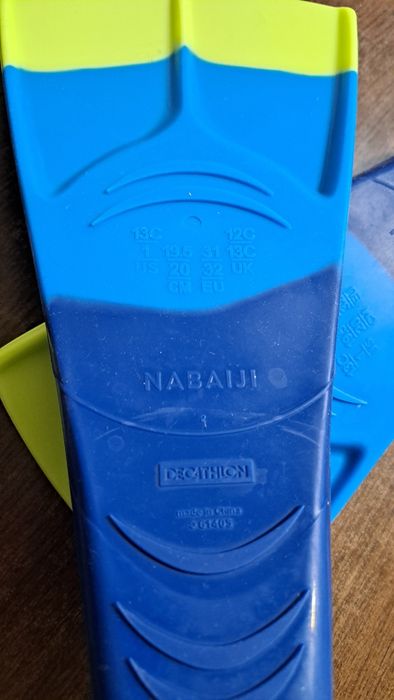 13C 12C
1 19.5 31 13C
US 20 32 UK
CM EU
NABAIJI
DECATHLON
made in China